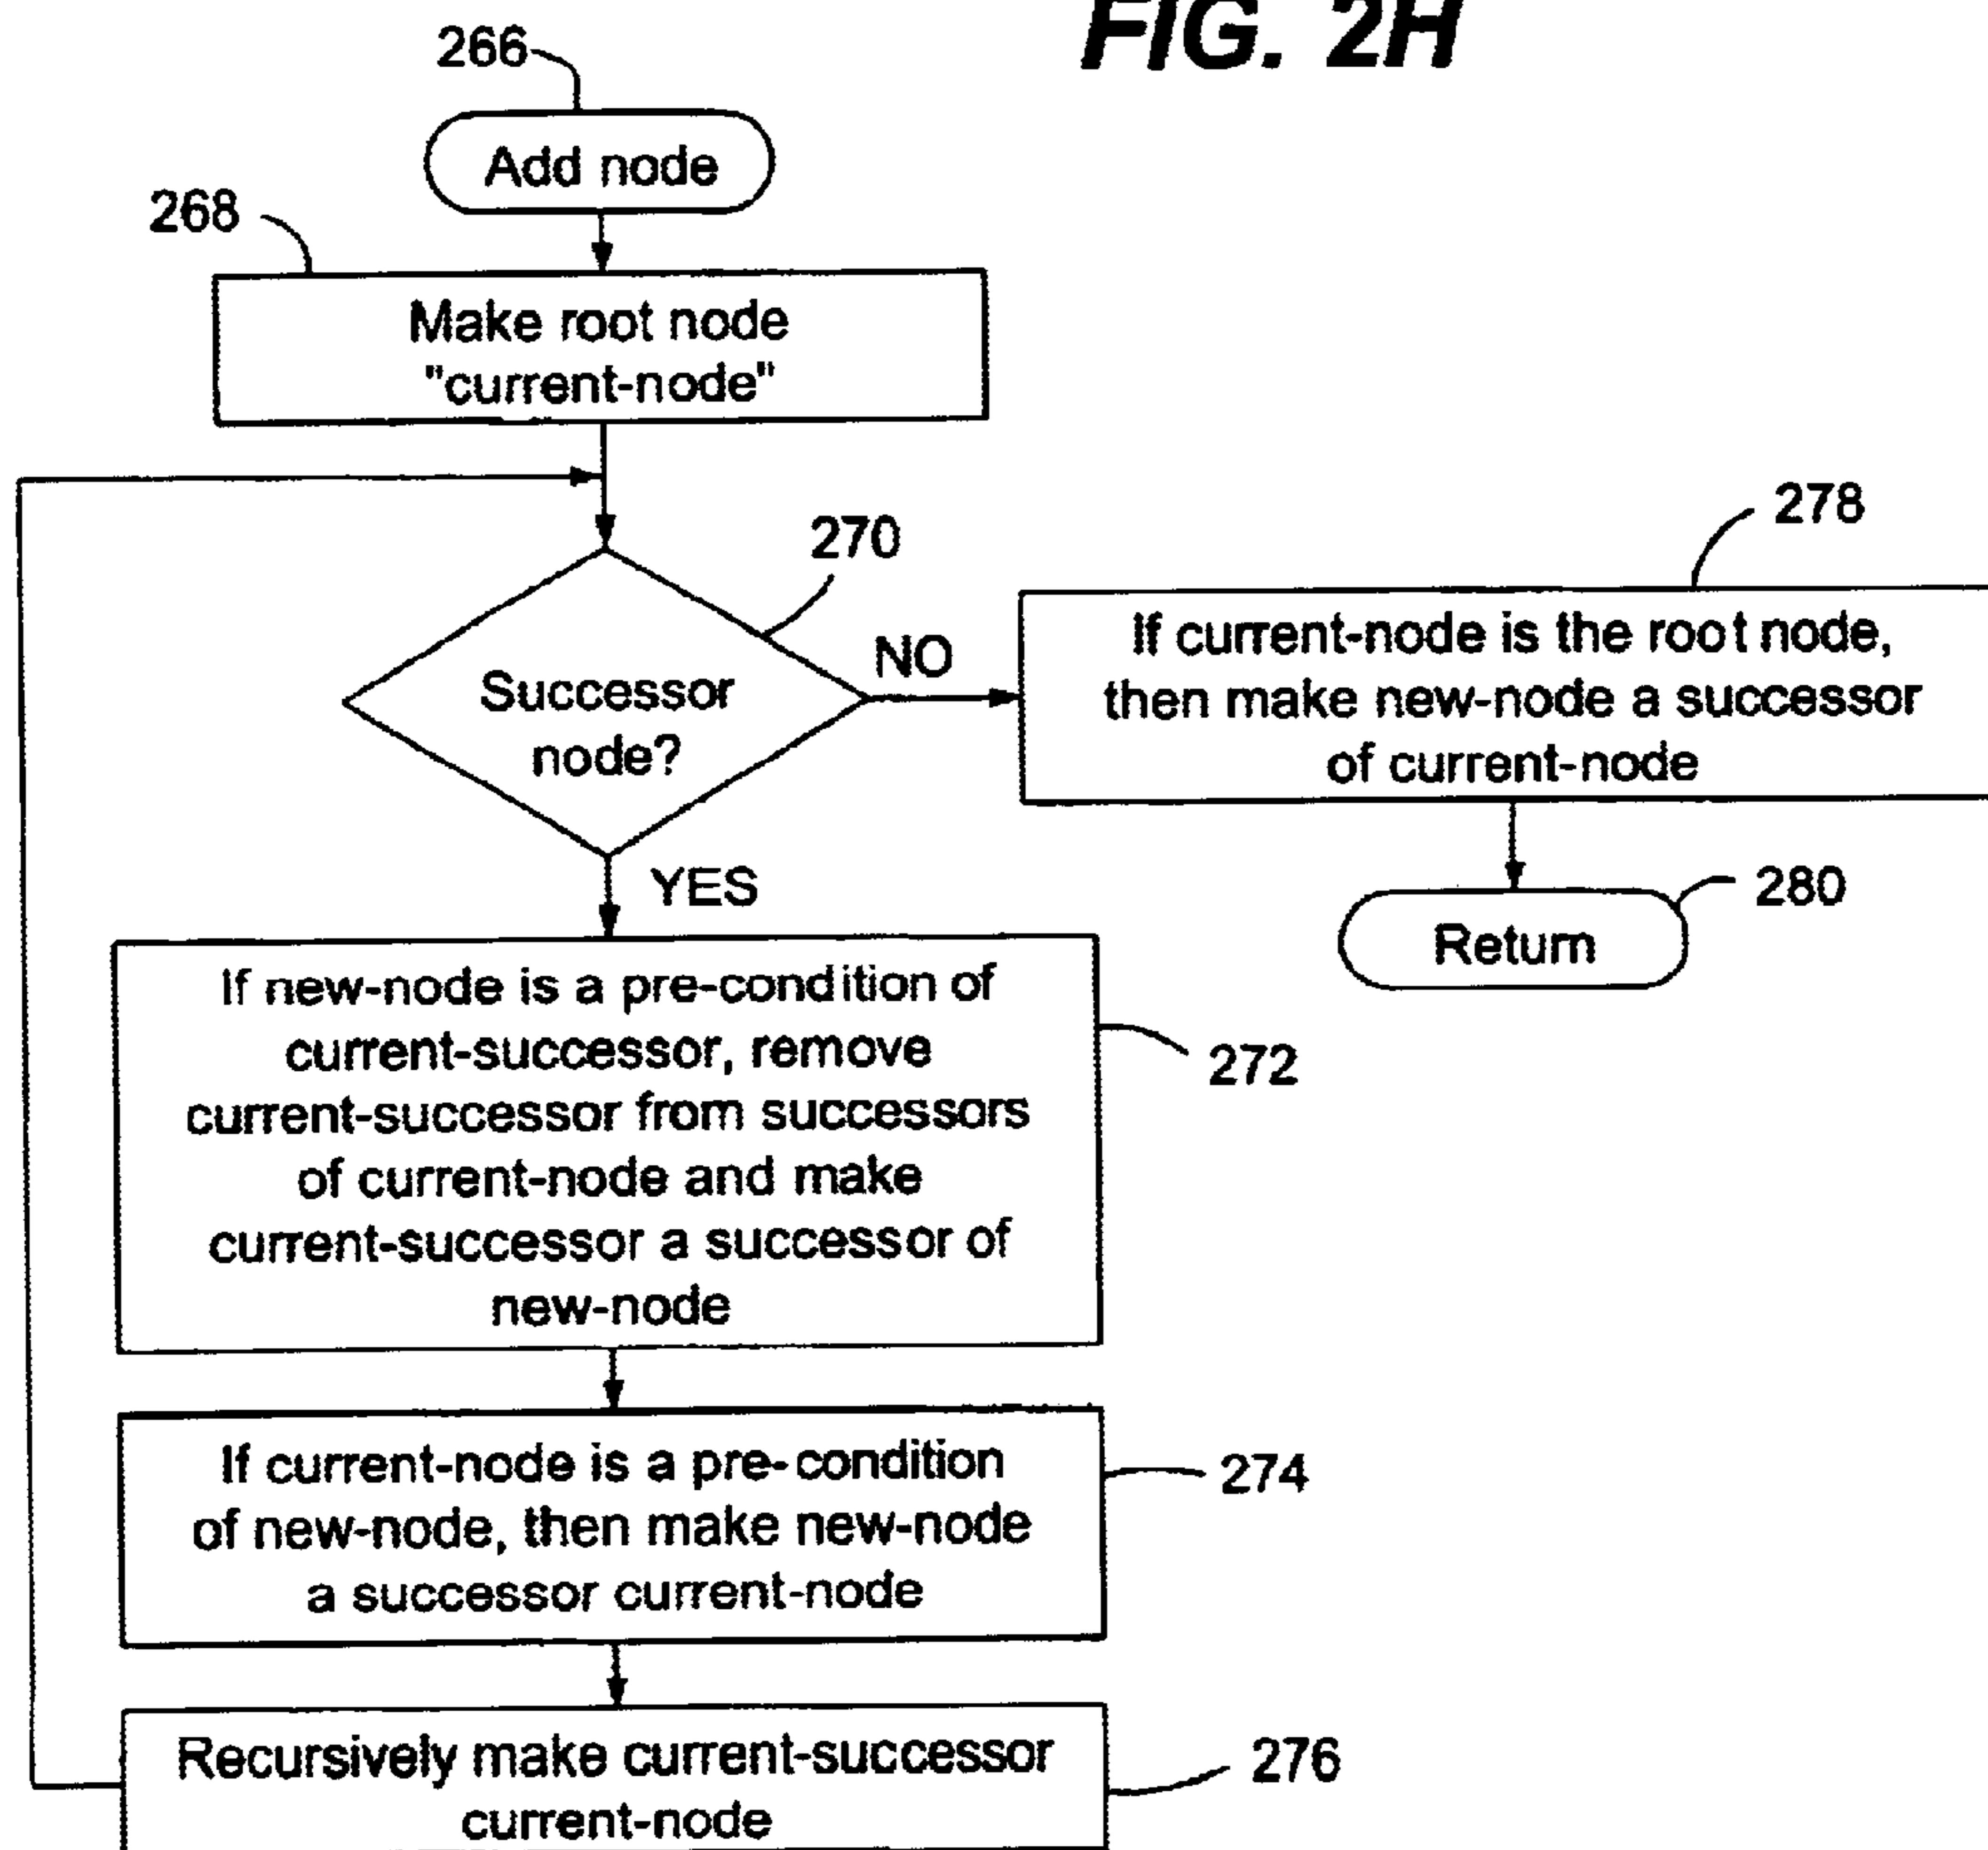 FIG. 2H
266
Add node
268
Make root node
"current-node"
270
Successor
node?
NO
278
If current-node is the root node,
then make new-node a successor
of current-node
280
Return
YES
If new-node is a pre-condition of
current-successor, remove
current-successor from successors
of current-node and make
current-successor a successor of
new-node
272
If current-node is a pre-condition
of new-node, then make new-node
a successor current-node
274
Recursively make current-successor
current-node
276